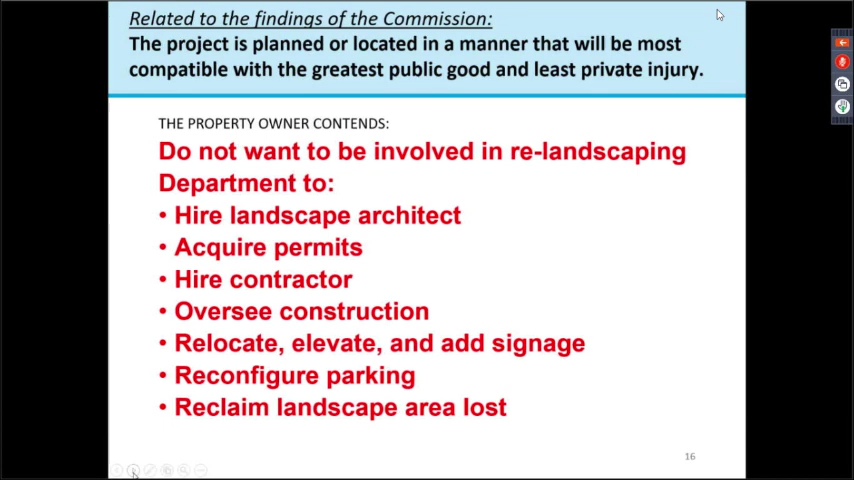 Related to the findings of the Commission:
The project is planned or located in a manner that will be most
compatible with the greatest public good and least private injury.
THE PROPERTY OWNER CONTENDS:
Do not want to be involved in re-landscaping
Department to:
• Hire landscape architect
• Acquire permits
• Hire contractor
• Oversee construction
• Relocate, elevate, and add signage
• Reconfigure parking
• Reclaim landscape area lost
16